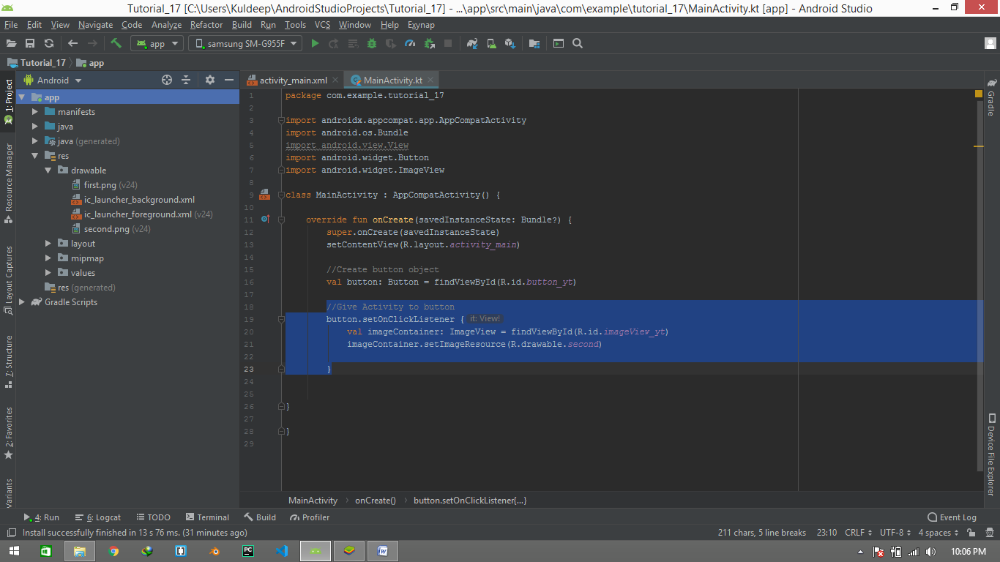 Tutorial_17 [C:\Users\Kuldeep\AndroidStudioProjects\Tutorial_17] - ...\app\src\main\java\com\example\tutorial_17\MainActivity.kt [app] - Android Studio
File Edit View Navigate Code Analyze Refactor Build Run Tools VCS Window Help Exynap
app samsung SM-G955F
Tutorial_17 app
Android
activity_main.xml MainActivity.kt
1: Project
Resource Manager
Layout Captures
7: Structure
2: Favorites
Variants
app
manifests
java
java (generated)
res
drawable
first.png (v24)
ic_launcher_background.xml
ic_launcher_foreground.xml (v24)
second.png (v24)
layout
mipmap
values
res (generated)
Gradle Scripts
1 package com.example.tutorial_17
2
3 import androidx.appcompat.app.AppCompatActivity
4 import android.os.Bundle
5 import android.view.View
6 import android.widget.Button
7 import android.widget.ImageView
8
9 class MainActivity : AppCompatActivity() {
10
11 override fun onCreate(savedInstanceState: Bundle?) {
12 super.onCreate(savedInstanceState)
13 setContentView(R.layout.activity_main)
14
15 //Create button object
16 val button: Button = findViewById(R.id.button_yt)
17
18 //Give Activity to button
19 button.setOnClickListener { it: View!
20 val imageContainer: ImageView = findViewById(R.id.imageView_yt)
21 imageContainer.setImageResource(R.drawable.second)
22
23 }
24
25
26 }
27
28 }
29
Gradle
Device File Explorer
MainActivity onCreate() button.setOnClickListener{...}
4: Run 6: Logcat TODO Terminal Build Profiler Event Log
Install successfully finished in 13 s 76 ms. (31 minutes ago) 211 chars, 5 line breaks 23:10 CRLF UTF-8 4 spaces
PC W 10:06 PM